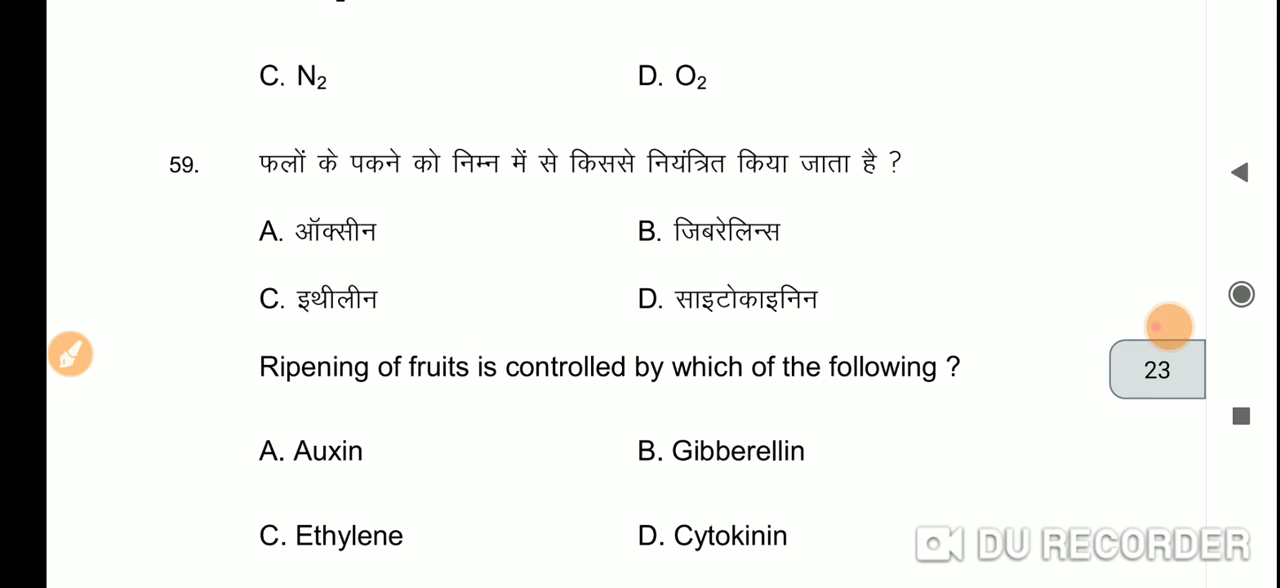 C. N₂ D. O₂
59. फलों के पकने को निम्न में से किससे नियंत्रित किया जाता है ?
A. ऑक्सीन B. जिबरेलिन्स
C. इथीलीन D. साइटोकाइनिन
Ripening of fruits is controlled by which of the following ?
23
A. Auxin B. Gibberellin
C. Ethylene D. Cytokinin
DU RECORDER